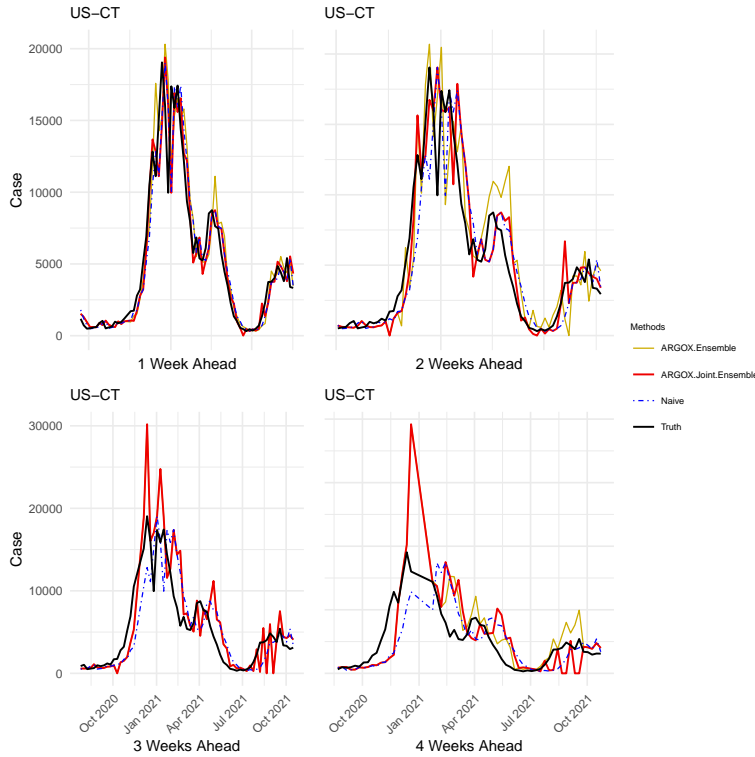 US−CT
US−CT
20000
15000
10000
5000
0
Case
1 Week Ahead
2 Weeks Ahead
Methods
ARGOX.Ensemble
ARGOX.Joint.Ensemble
Naive
Truth
US−CT
US−CT
30000
20000
10000
0
Case
Oct 2020
Jan 2021
Apr 2021
Jul 2021
Oct 2021
Oct 2020
Jan 2021
Apr 2021
Jul 2021
Oct 2021
3 Weeks Ahead
4 Weeks Ahead